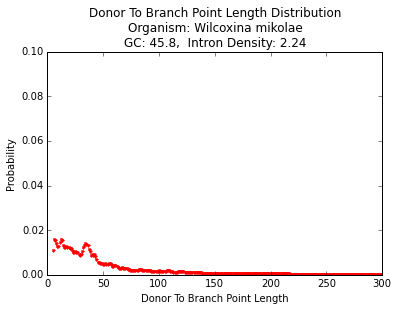 Donor To Branch Point Length Distribution
Organism: Wilcoxina mikolae
GC: 45.8,  Intron Density: 2.24
0.10
0.08
0.06
0.04
0.02
0.00
Probability
0 50 100 150 200 250 300
Donor To Branch Point Length